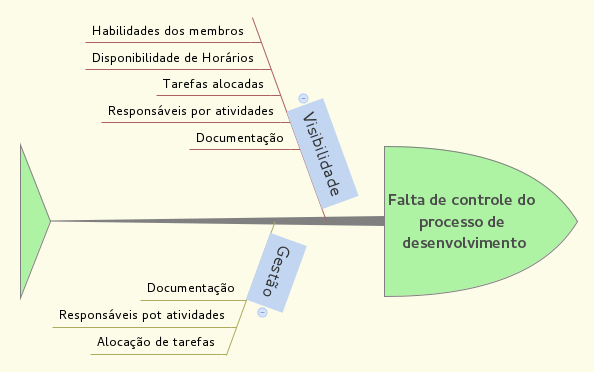 Habilidades dos membros
Disponibilidade de Horários
Tarefas alocadas
Responsáveis por atividades
Documentação
Visibilidade
Falta de controle do
processo de
desenvolvimento
Gestão
Documentação
Responsáveis pot atividades
Alocação de tarefas